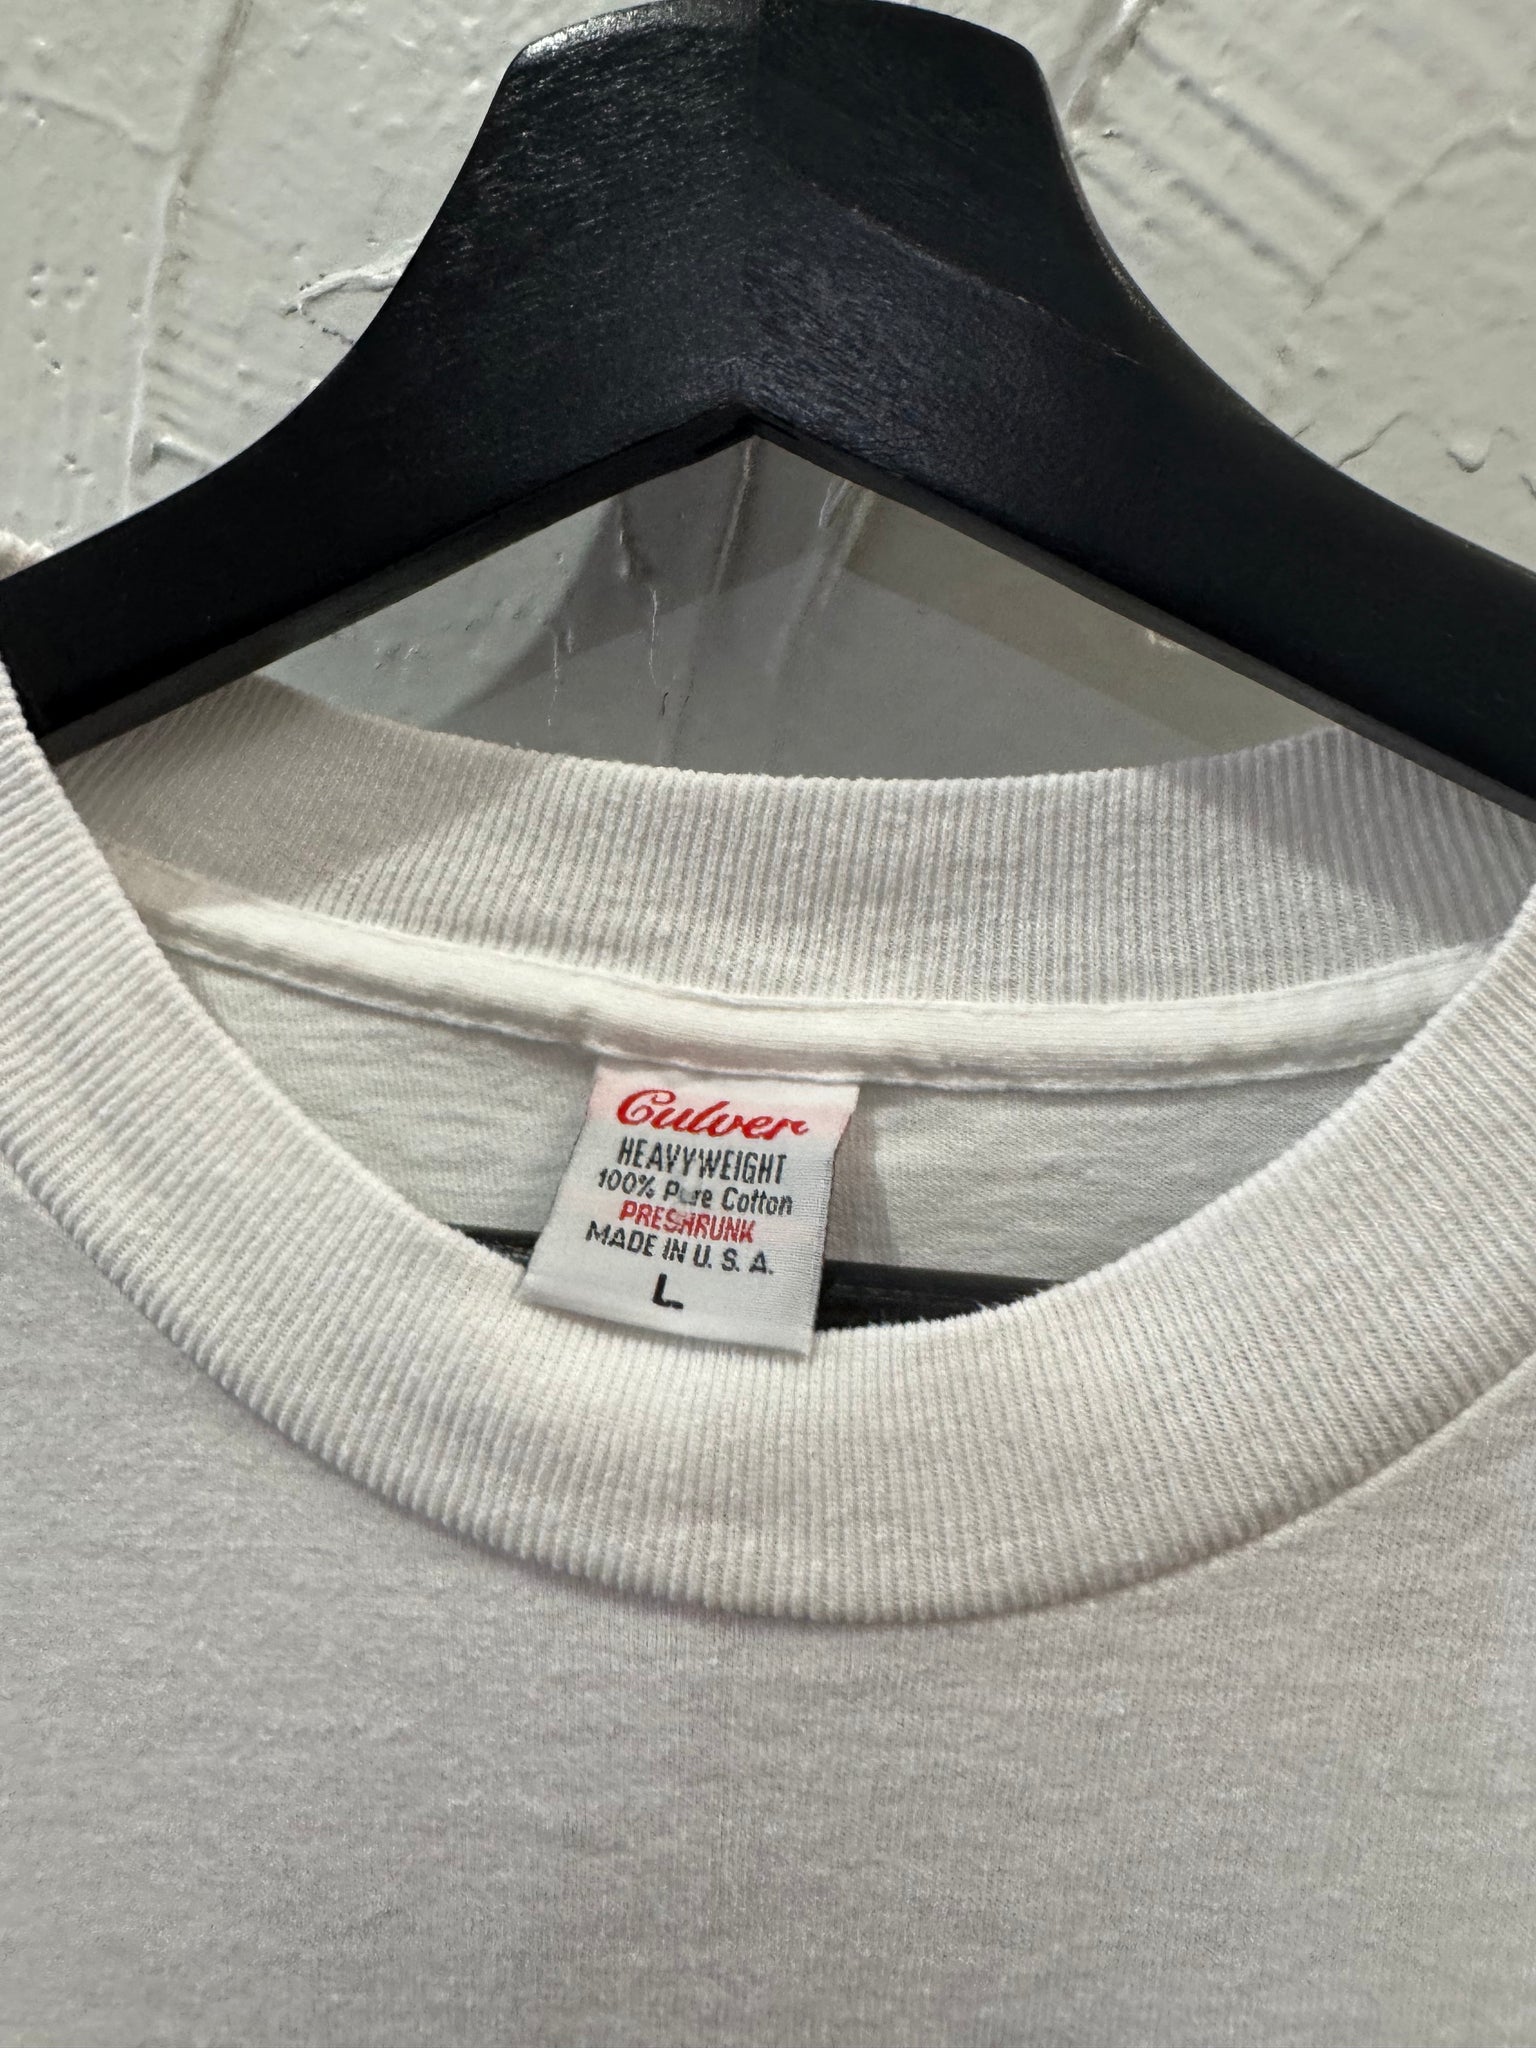 Culver
HEAVYWEIGHT
100% Pure Cotton
PRESHRUNK
MADE IN U. S. A.
L